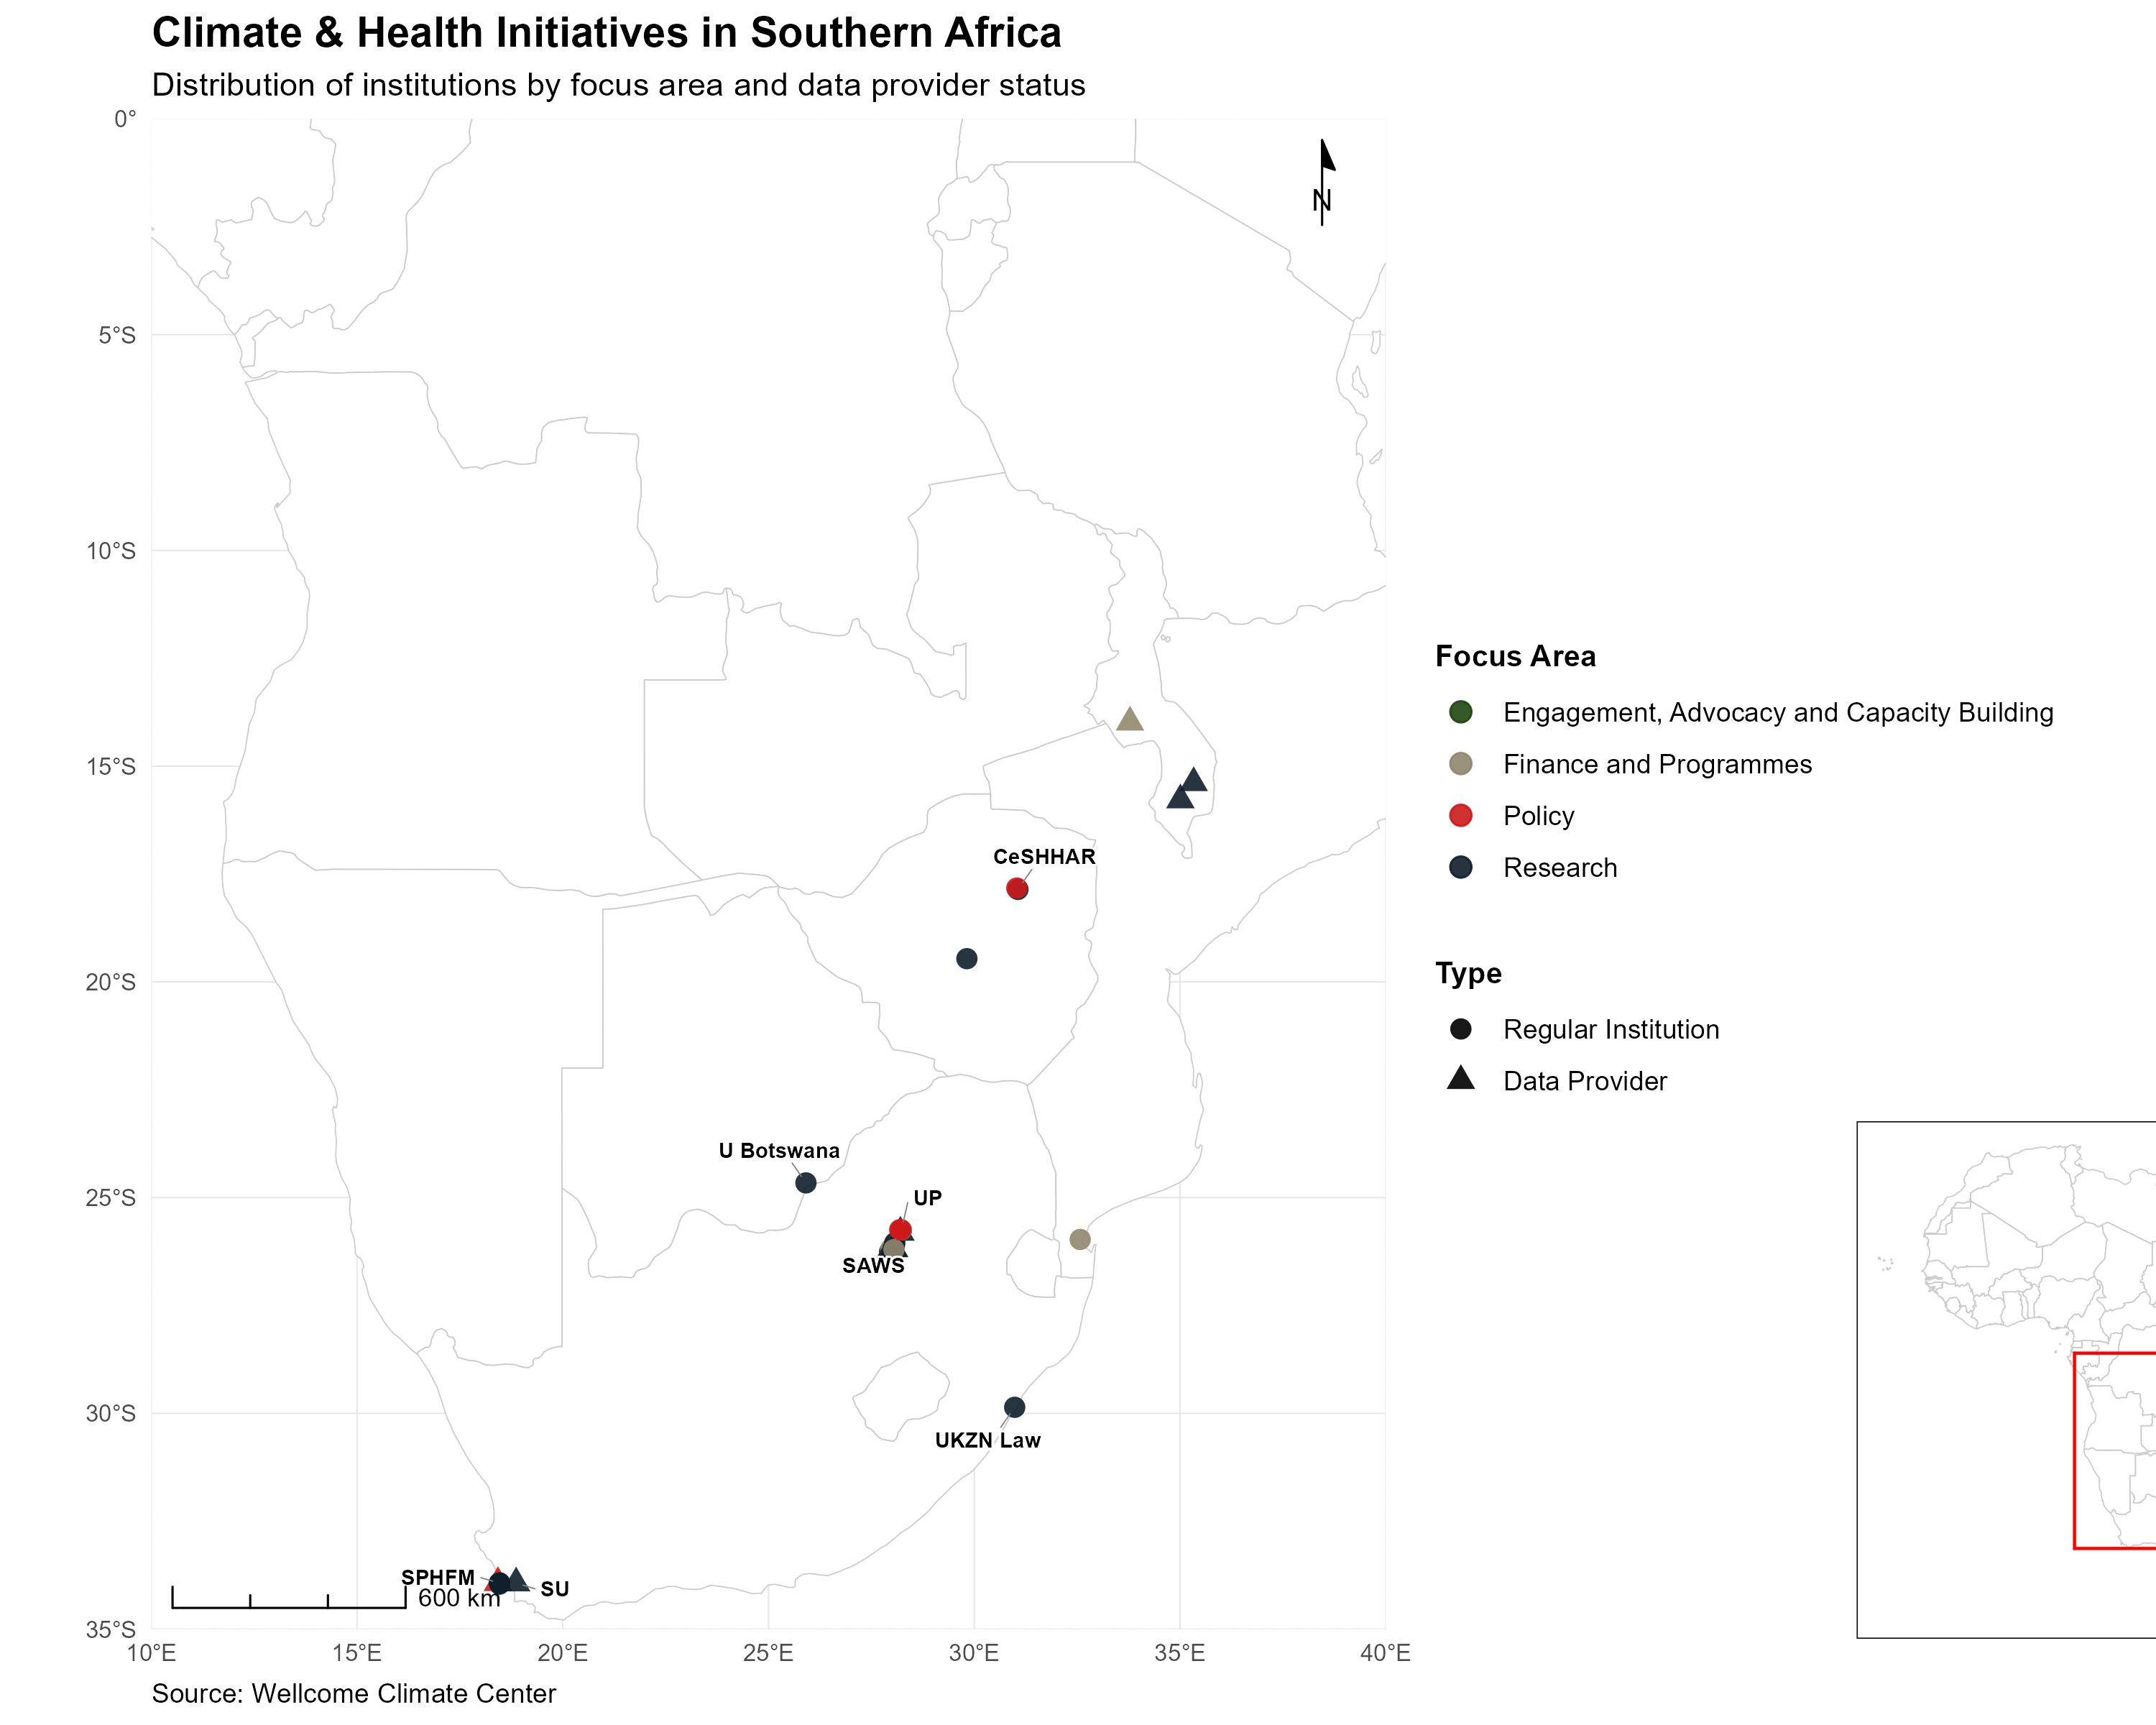 Climate & Health Initiatives in Southern Africa
Distribution of institutions by focus area and data provider status
0°
5°S
10°S
15°S
20°S
25°S
30°S
35°S
N
CeSHHAR
U Botswana
UP
SAWS
UKZN Law
SPHFM
SU
600 km
10°E
15°E
20°E
25°E
30°E
35°E
40°E
Focus Area
Engagement, Advocacy and Capacity Building
Finance and Programmes
Policy
Research
Type
Regular Institution
Data Provider
Source: Wellcome Climate Center